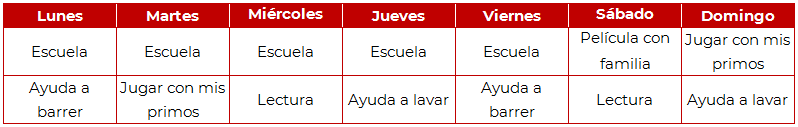 Lunes Martes Miércoles Jueves Viernes Sábado Domingo
Escuela Escuela Escuela Escuela Escuela Película con familia Jugar con mis primos
Ayuda a barrer Jugar con mis primos Lectura Ayuda a lavar Ayuda a barrer Lectura Ayuda a lavar